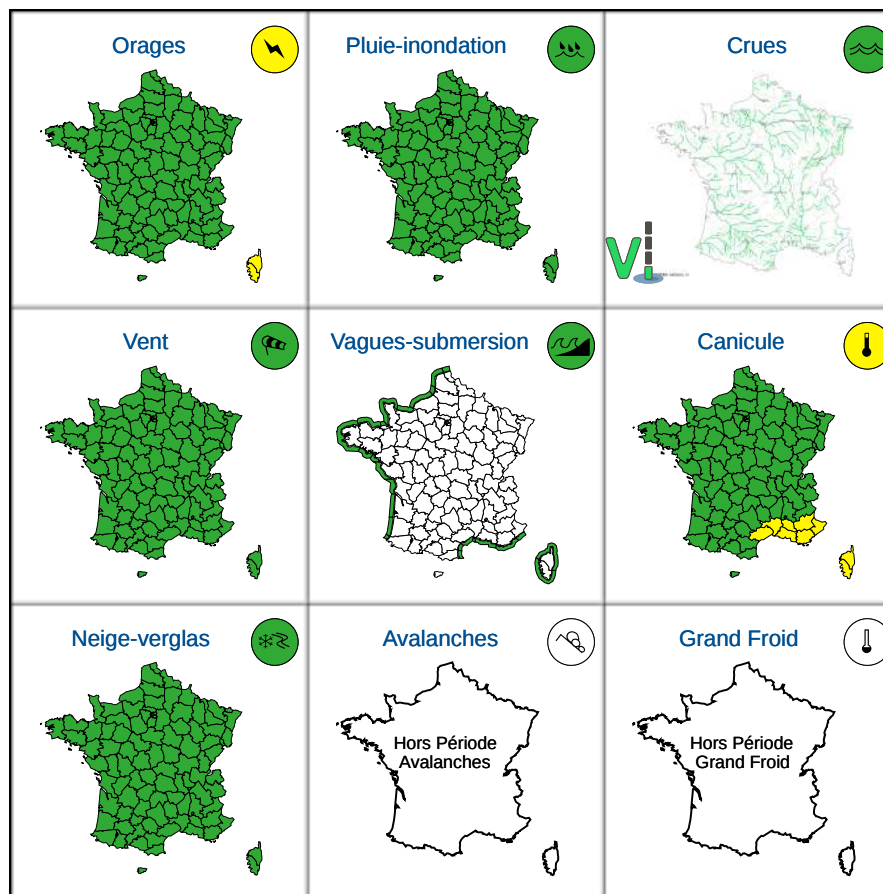 Orages
Pluie-inondation
Crues
Vent
Vagues-submersion
Canicule
Neige-verglas
Avalanches
Grand Froid
Hors Période
Avalanches
Hors Période
Grand Froid